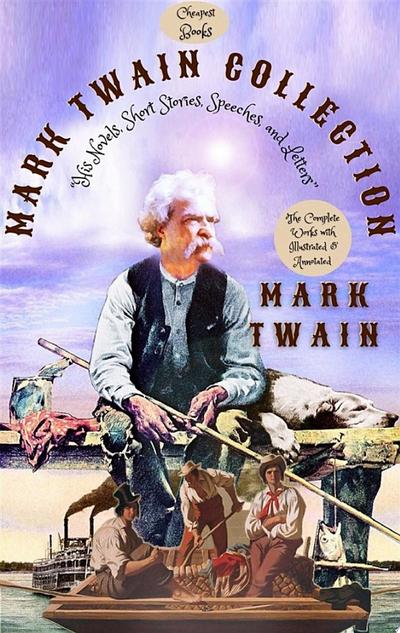 Cheapest
Books
MARK TWAIN COLLECTION
"His Novels, Short Stories, Speeches, and Letters"
"The Complete
Works with
Illustrated &
Annotated
MARK
TWAIN